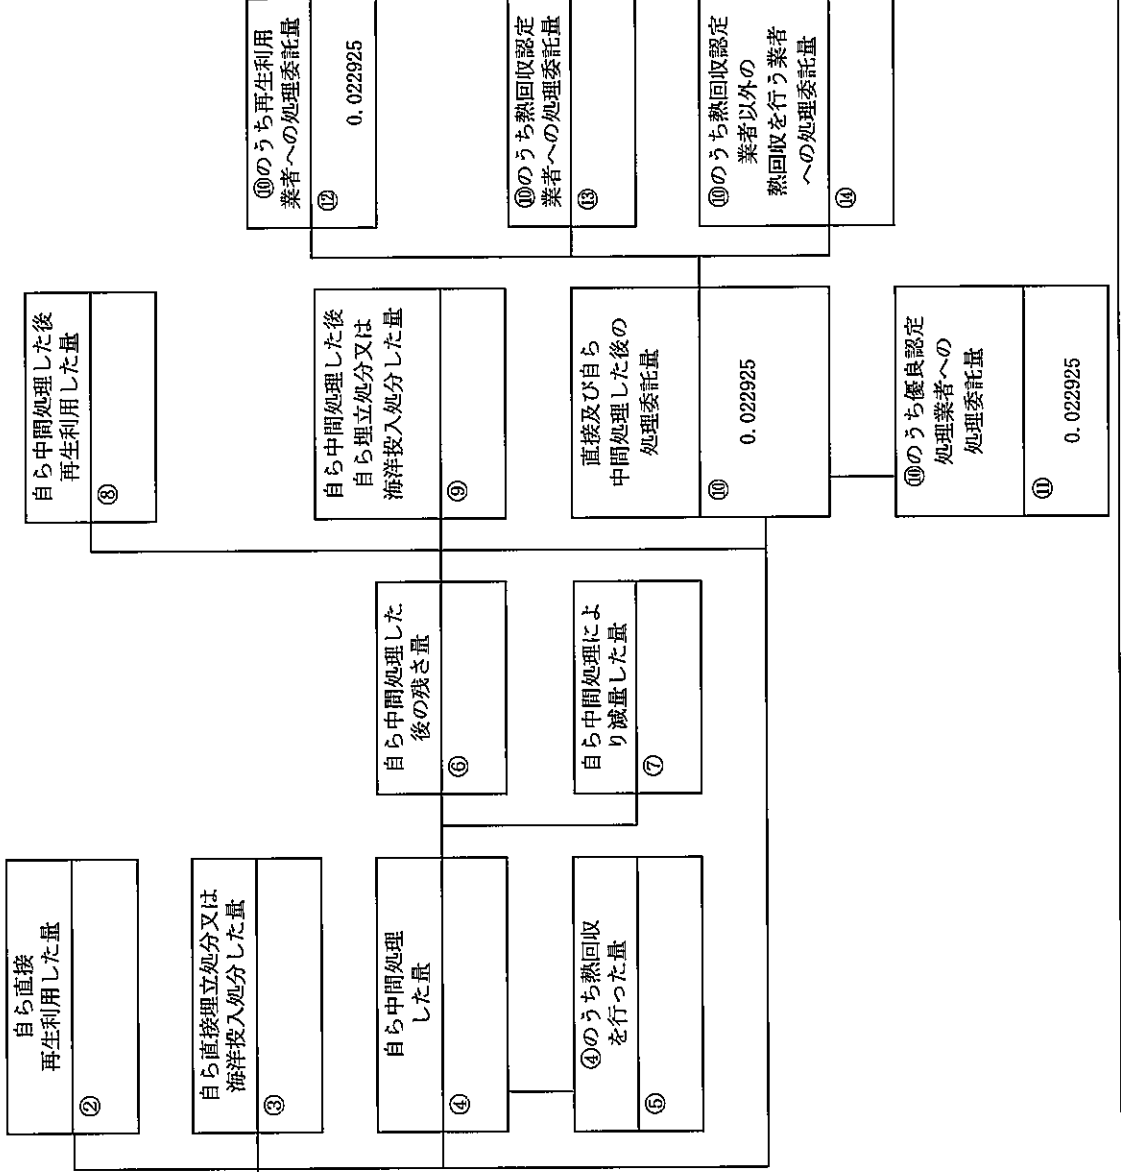 自ら直接
再生利用した量
②
自ら直接埋立処分又は
海洋投入処分した量
③
自ら中間処理
した量
④
④のうち熱回収
を行った量
⑤
自ら中間処理した
後の残さ量
⑥
自ら中間処理によ
り減量した量
⑦
自ら中間処理した後
再生利用した量
⑧
自ら中間処理した後
自ら埋立処分又は
海洋投入処分した量
⑨
直接及び自ら
中間処理した後の
処理委託量
⑩
0.022925
⑩のうち優良認定
処理業者への
処理委託量
⑪
0.022925
⑩のうち再生利用
業者への処理委託量
⑫
0.022925
⑩のうち熱回収認定
業者への処理委託量
⑬
⑩のうち熱回収認定
業者以外の
熱回収を行う業者
への処理委託量
⑭